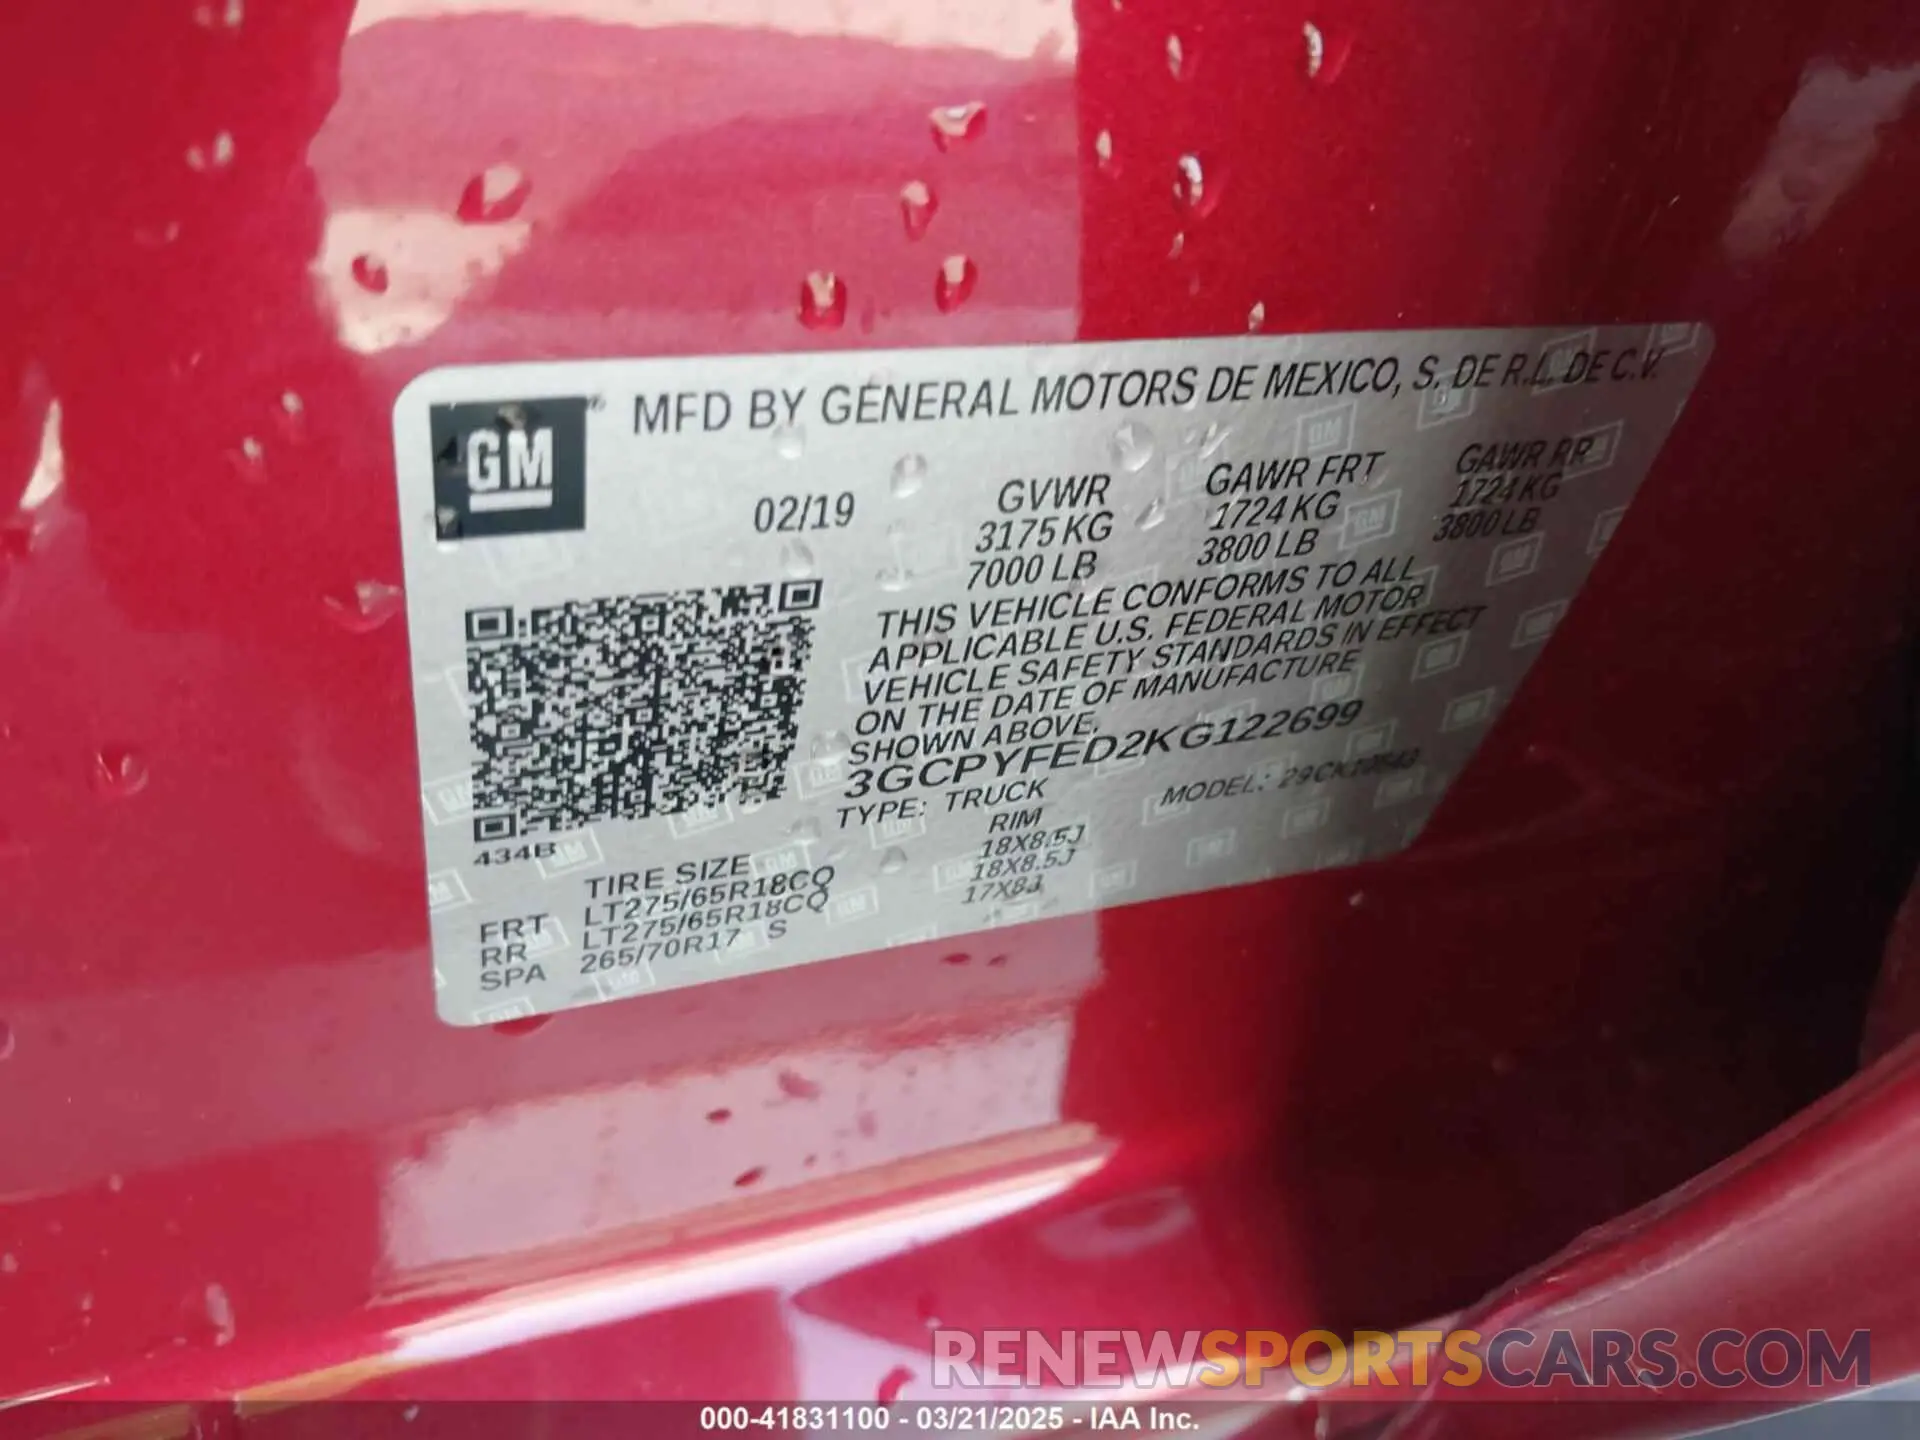 GM
MFD BY GENERAL MOTORS DE MEXICO, S. DE R.L. DE C.V.
02/19
GVWR GAWR FRT GAWR RR
3175 KG 1724 KG 1724 KG
7000 LB 3800 LB 3800 LB
THIS VEHICLE CONFORMS TO ALL
APPLICABLE U.S. FEDERAL MOTOR
VEHICLE SAFETY STANDARDS IN EFFECT
ON THE DATE OF MANUFACTURE
SHOWN ABOVE.
3GCPYFED2KG122699
TYPE: TRUCK MODEL:
434B
TIRE SIZE RIM
FRT LT275/65R18CQ 18X8.5J
RR LT275/65R18CQ 18X8.5J
SPA 265/70R17 S 17X8J
RENEWSPORTSCARS.COM
000-41831100 - 03/21/2025 - IAA Inc.